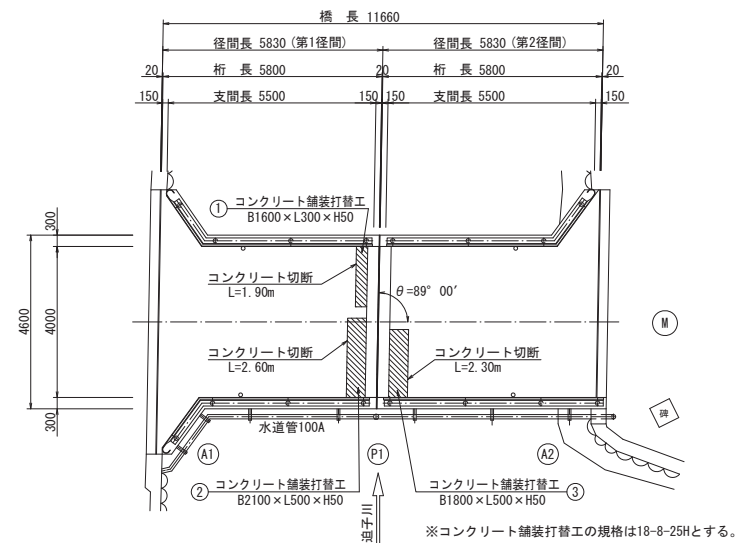 橋 長 11660
径間長 5830 (第1径間)
径間長 5830 (第2径間)
20
桁 長 5800
20
桁 長 5800
20
150
支間長 5500
150
150
支間長 5500
150
① コンクリート舗装打替工
B1600×L300×H50
300
4600
4000
300
コンクリート切断
L=1.90m
θ=89° 00′
M
コンクリート切断
L=2.60m
コンクリート切断
L=2.30m
碑
水道管100A
A1
P1
A2
② コンクリート舗装打替工
B2100×L500×H50
コンクリート舗装打替工 ③
B1800×L500×H50
迫子川
※コンクリート舗装打替工の規格は18-8-25Hとする。